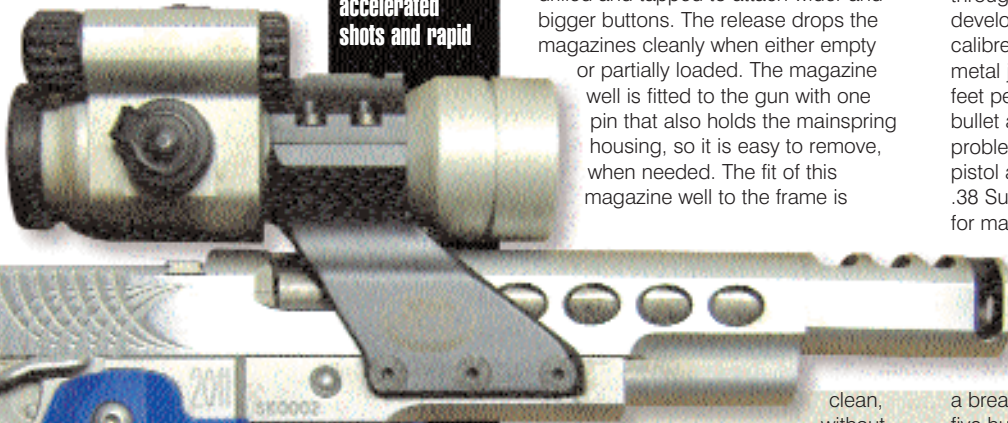 accelerated
shots and rapid
drilled and tapped to attach wider and
bigger buttons. The release drops the
magazines cleanly when either empty
or partially loaded. The magazine
well is fitted to the gun with one
pin that also holds the mainspring
housing, so it is easy to remove,
when needed. The fit of this
magazine well to the frame is
clean,
without
through
develo
calibre
metal
feet pe
bullet a
proble
pistol a
.38 Su
for ma
a brea
five bu
2011
SK0002